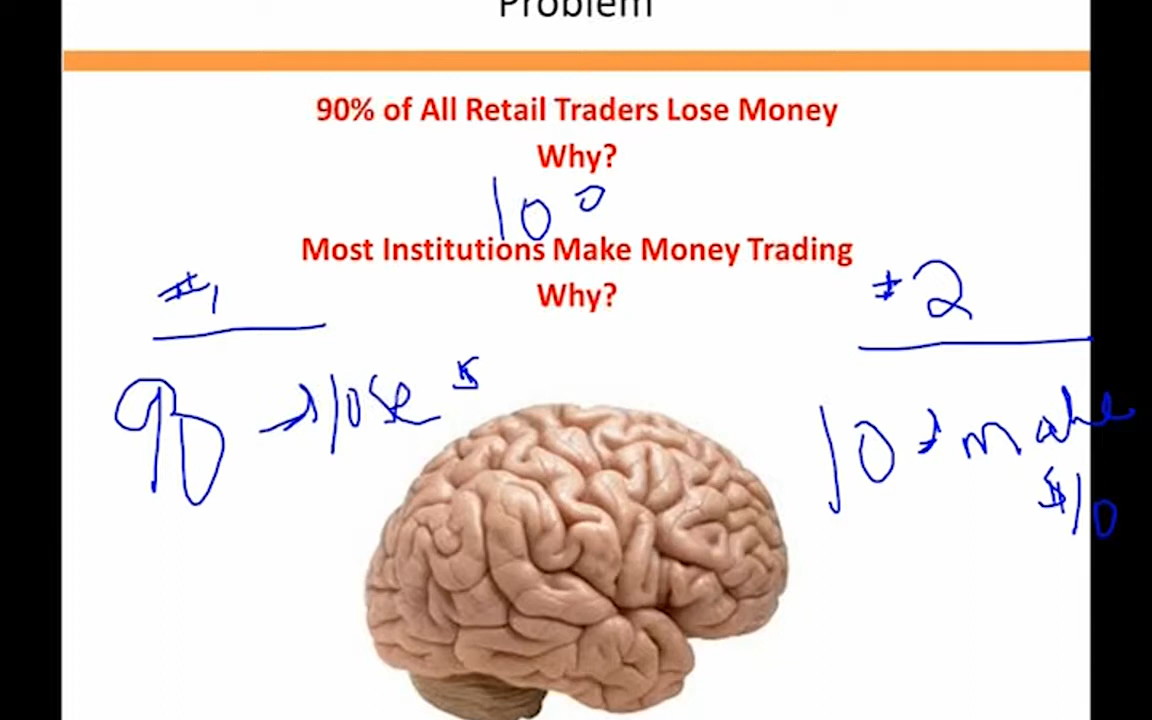 Problem
90% of All Retail Traders Lose Money
Why?
100
Most Institutions Make Money Trading
Why?
#1
#2
90 → lose $
10 → make
$10